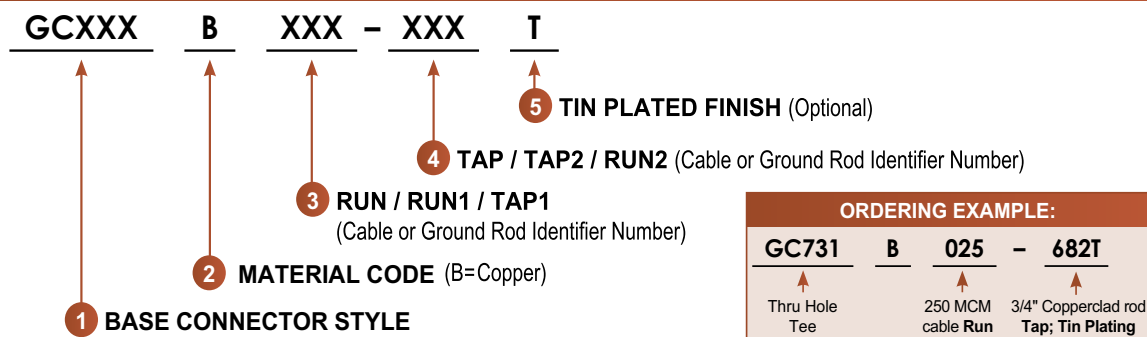 GCXXX B XXX – XXX T
5 TIN PLATED FINISH (Optional)
4 TAP / TAP2 / RUN2 (Cable or Ground Rod Identifier Number)
3 RUN / RUN1 / TAP1
(Cable or Ground Rod Identifier Number)
2 MATERIAL CODE (B=Copper)
1 BASE CONNECTOR STYLE
ORDERING EXAMPLE:
GC731 B 025 – 682T
Thru Hole
Tee
250 MCM
cable Run
3/4" Copperclad rod
Tap; Tin Plating